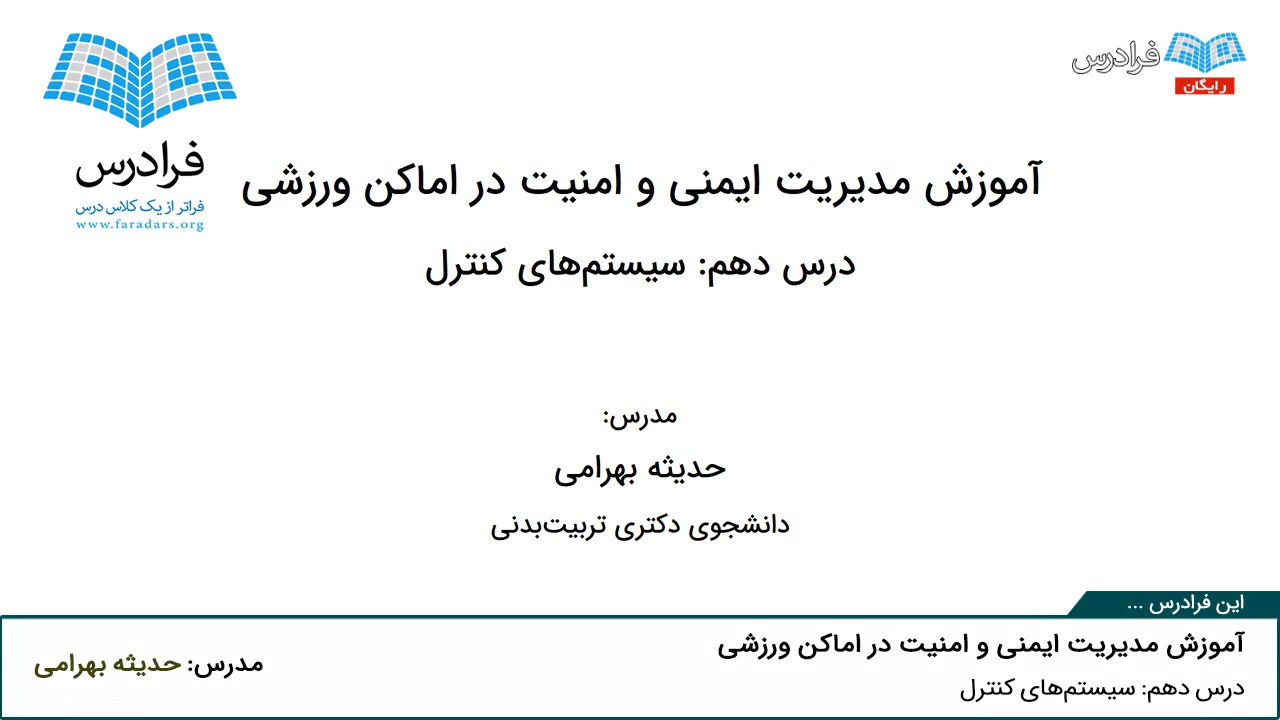 فرادرس
رایگان
فرادرس
فراتر از یک کلاس درس
www.faradars.org
آموزش مدیریت ایمنی و امنیت در اماکن ورزشی
درس دهم: سیستم‌های کنترل
مدرس:
حدیثه بهرامی
دانشجوی دکتری تربیت‌بدنی
این فرادرس ...
آموزش مدیریت ایمنی و امنیت در اماکن ورزشی
درس دهم: سیستم‌های کنترل
مدرس: حدیثه بهرامی